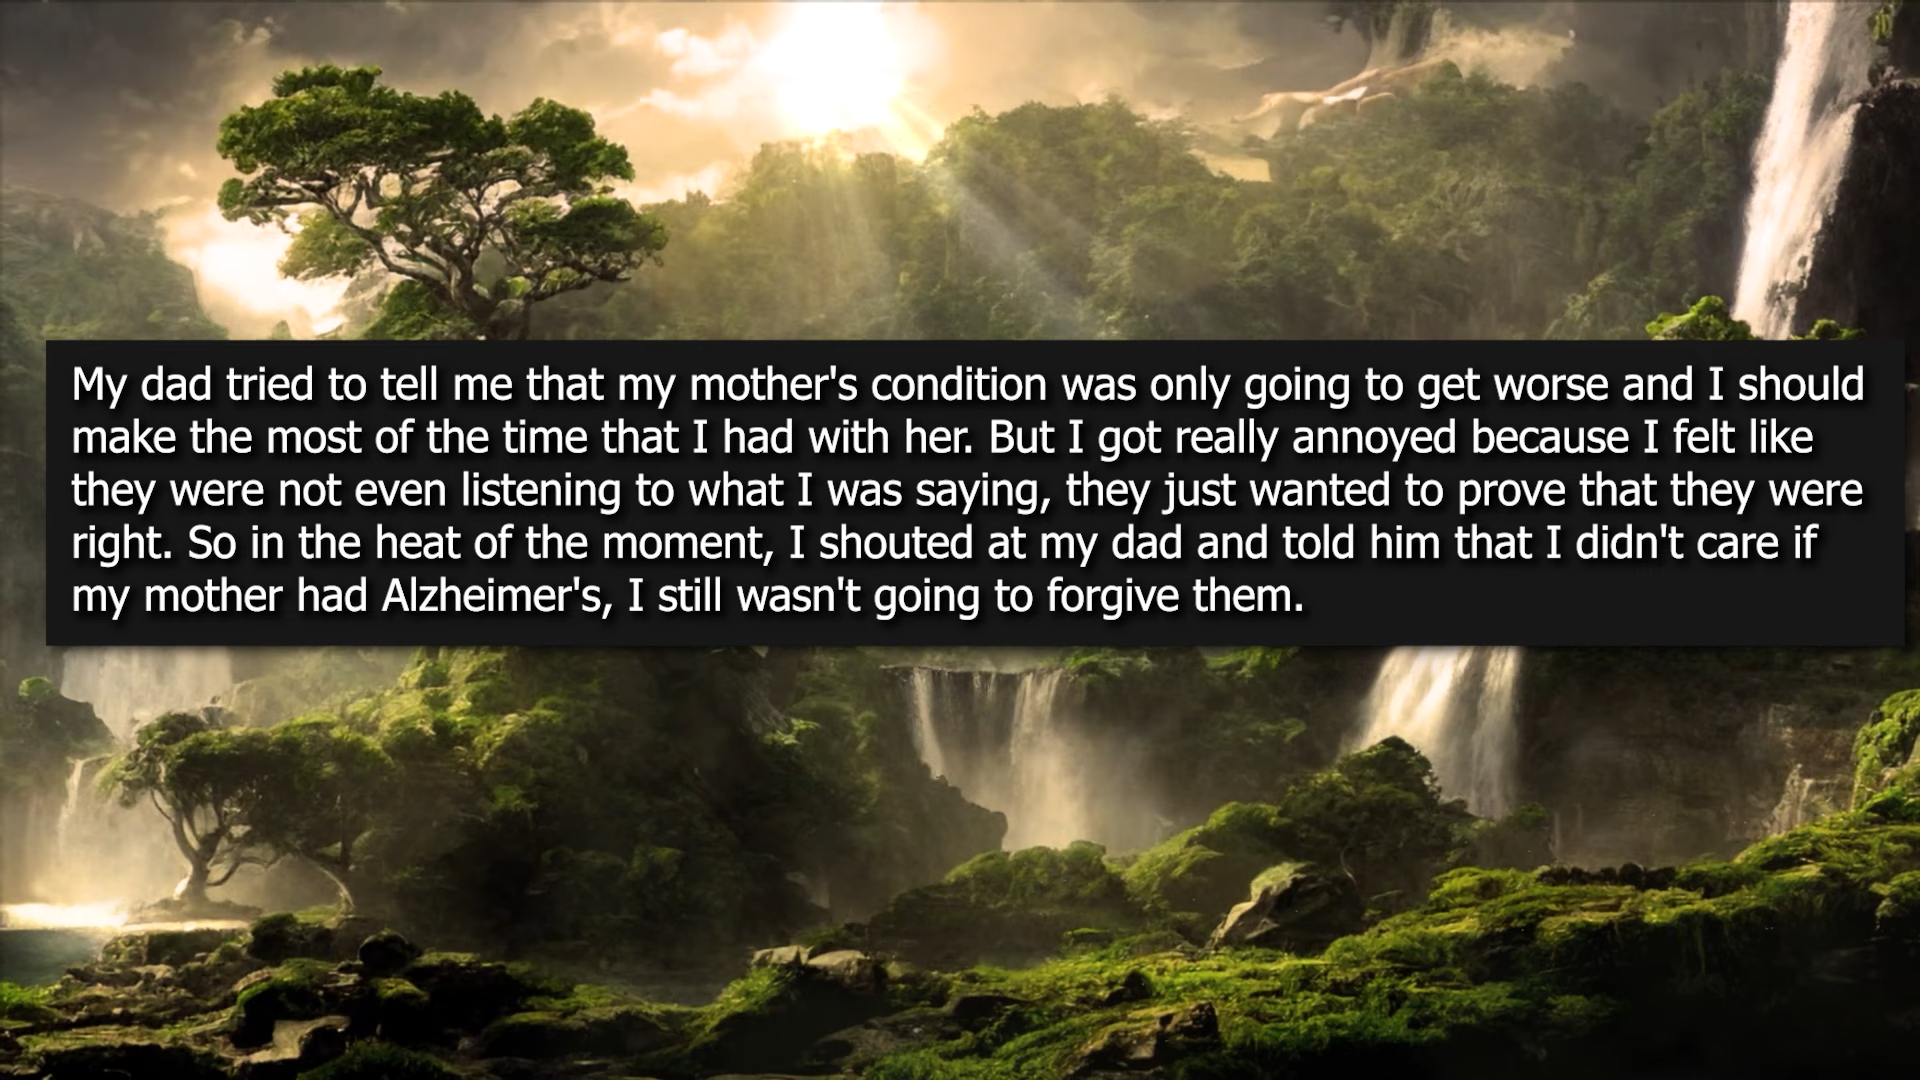 My dad tried to tell me that my mother's condition was only going to get worse and I should
make the most of the time that I had with her. But I got really annoyed because I felt like
they were not even listening to what I was saying, they just wanted to prove that they were
right. So in the heat of the moment, I shouted at my dad and told him that I didn't care if
my mother had Alzheimer's, I still wasn't going to forgive them.